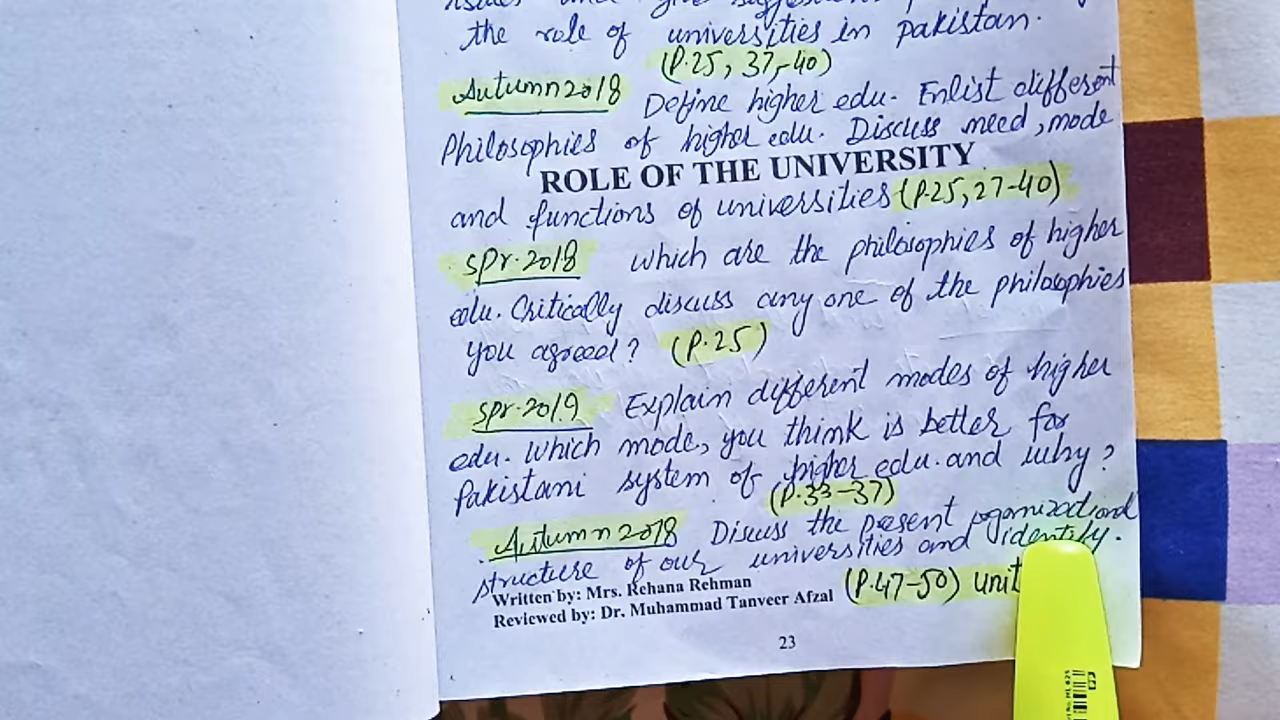 the role of universities in pakistan.
(P.25, 37-40)
Autumn 2018 Define higher edu. Enlist different
Philosophies of higher edu. Discuss need, mode
ROLE OF THE UNIVERSITY
and functions of universities (P.25, 27-40)
Spr. 2018 which are the philosophies of higher
edu. Critically discuss any one of the philosophies
you agreed? (P.25)
Spr. 2019 Explain different modes of higher
edu. Which mode, you think is better for
Pakistani system of higher edu. and why?
(P.33-37)
Autumn 2018 Discuss the present
structure of our universities and identify.
Written by: Mrs. Rehana Rehman
(P.47-50) unit
Reviewed by: Dr. Muhammad Tanveer Afzal
23